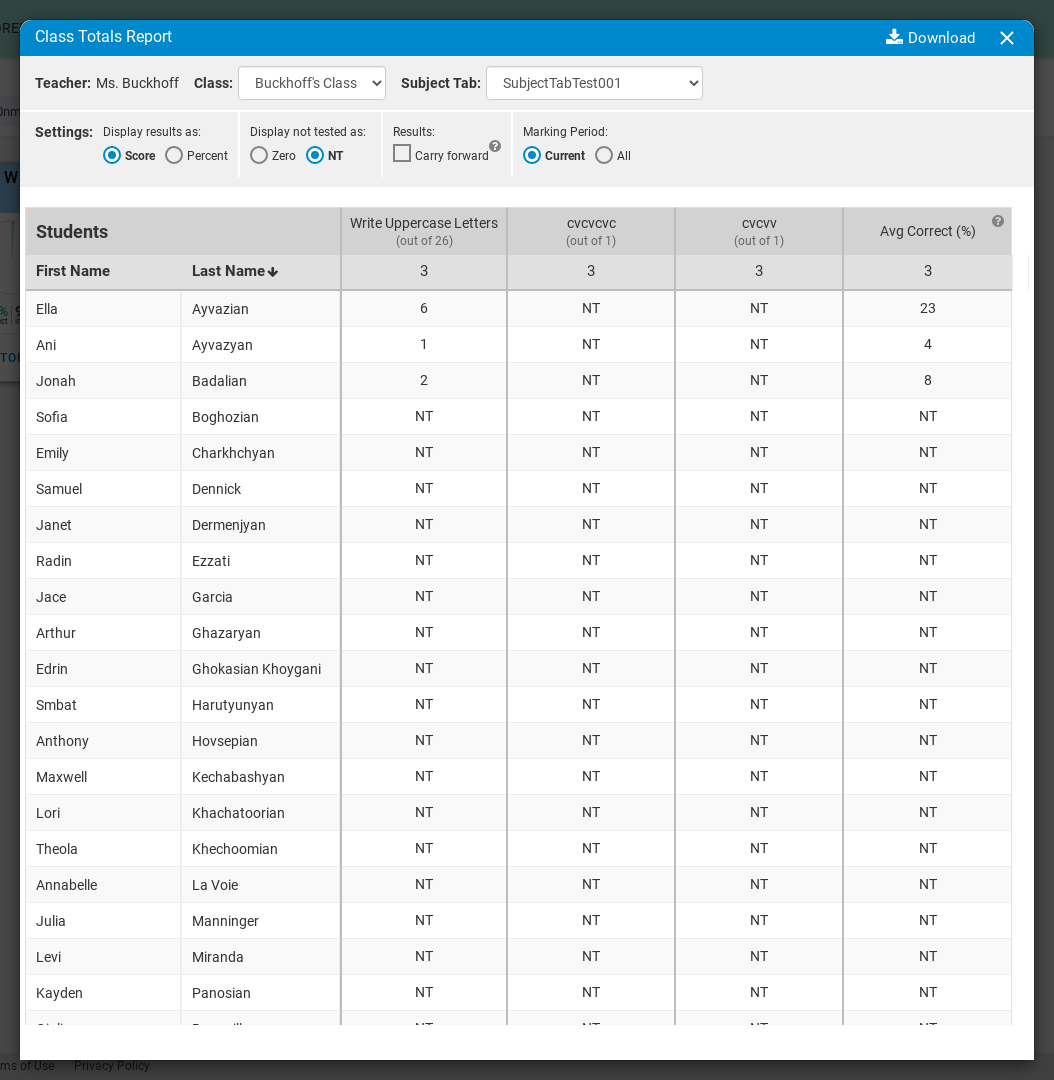 Class Totals Report Download
Teacher: Ms. Buckhoff Class: Buckhoff's Class Subject Tab: SubjectTabTest001
Settings: Display results as: Display not tested as: Results: Marking Period:
Score Percent Zero NT Carry forward Current All
Students Write Uppercase Letters (out of 26) cvcvcvc (out of 1) cvcvv (out of 1) Avg Correct (%)
First Name Last Name 3 3 3 3
Ella Ayvazian 6 NT NT 23
Ani Ayvazyan 1 NT NT 4
Jonah Badalian 2 NT NT 8
Sofia Boghozian NT NT NT NT
Emily Charkhchyan NT NT NT NT
Samuel Dennick NT NT NT NT
Janet Dermenjyan NT NT NT NT
Radin Ezzati NT NT NT NT
Jace Garcia NT NT NT NT
Arthur Ghazaryan NT NT NT NT
Edrin Ghokasian Khoygani NT NT NT NT
Smbat Harutyunyan NT NT NT NT
Anthony Hovsepian NT NT NT NT
Maxwell Kechabashyan NT NT NT NT
Lori Khachatoorian NT NT NT NT
Theola Khechoomian NT NT NT NT
Annabelle La Voie NT NT NT NT
Julia Manninger NT NT NT NT
Levi Miranda NT NT NT NT
Kayden Panosian NT NT NT NT
of Use Privacy Policy